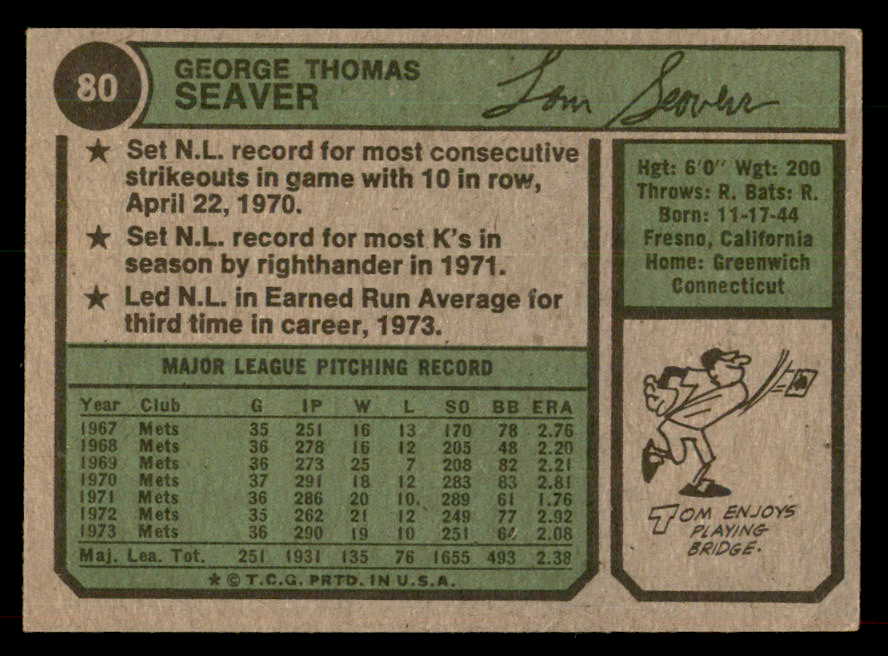 80
GEORGE THOMAS
SEAVER
Tom Seaver
★ Set N.L. record for most consecutive
strikeouts in game with 10 in row,
April 22, 1970.
★ Set N.L. record for most K's in
season by righthander in 1971.
★ Led N.L. in Earned Run Average for
third time in career, 1973.
Hgt: 6'0" Wgt: 200
Throws: R. Bats: R.
Born: 11-17-44
Fresno, California
Home: Greenwich
Connecticut
MAJOR LEAGUE PITCHING RECORD
Year Club G IP W L SO BB ERA
1967 Mets 35 251 16 13 170 78 2.76
1968 Mets 36 278 16 12 205 48 2.20
1969 Mets 36 273 25 7 208 82 2.21
1970 Mets 37 291 18 12 283 83 2.81
1971 Mets 36 286 20 10. 289 61 1.76
1972 Mets 35 262 21 12 249 77 2.92
1973 Mets 36 290 19 10 251 64 2.08
Maj. Lea. Tot. 251 1931 135 76 1655 493 2.38
★ © T.C.G. PRTD. IN U.S.A.
TOM ENJOYS
PLAYING
BRIDGE.